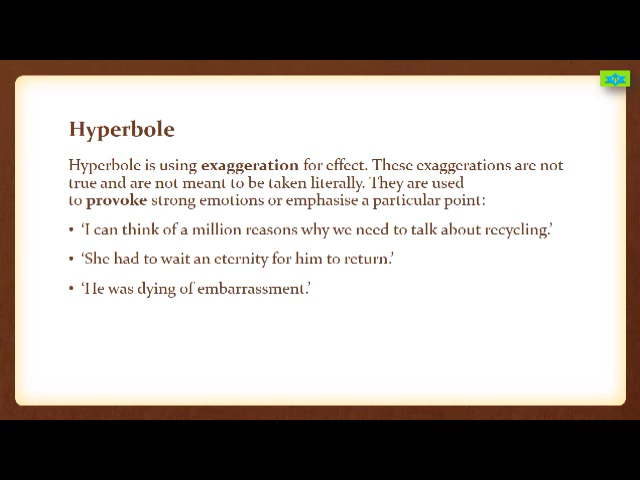 Hyperbole
Hyperbole is using exaggeration for effect. These exaggerations are not
true and are not meant to be taken literally. They are used
to provoke strong emotions or emphasise a particular point:
• ‘I can think of a million reasons why we need to talk about recycling.’
• ‘She had to wait an eternity for him to return.’
• ‘He was dying of embarrassment.’